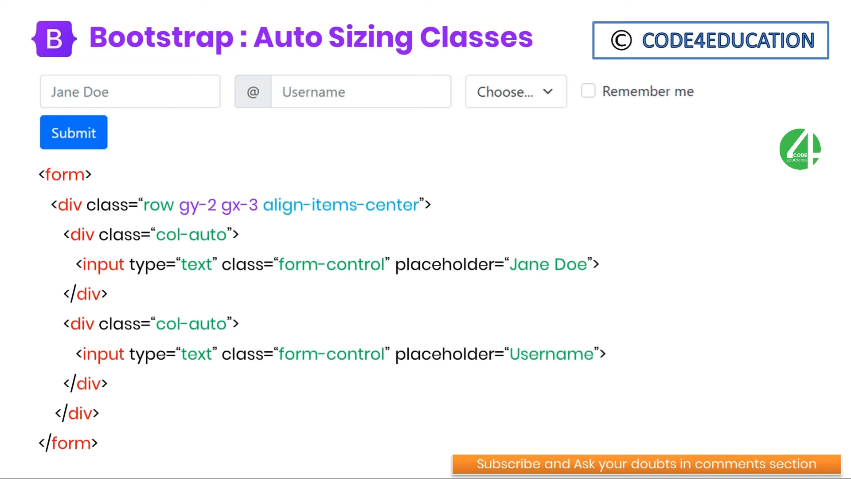 B Bootstrap : Auto Sizing Classes
© CODE4EDUCATION
Jane Doe @ Username Choose... Remember me
Submit
4 CODE
<form>
<div class=“row gy-2 gx-3 align-items-center”>
<div class=“col-auto”>
<input type=“text” class=“form-control” placeholder=“Jane Doe”>
</div>
<div class=“col-auto”>
<input type=“text” class=“form-control” placeholder=“Username”>
</div>
</div>
</form>
Subscribe and Ask your doubts in comments section